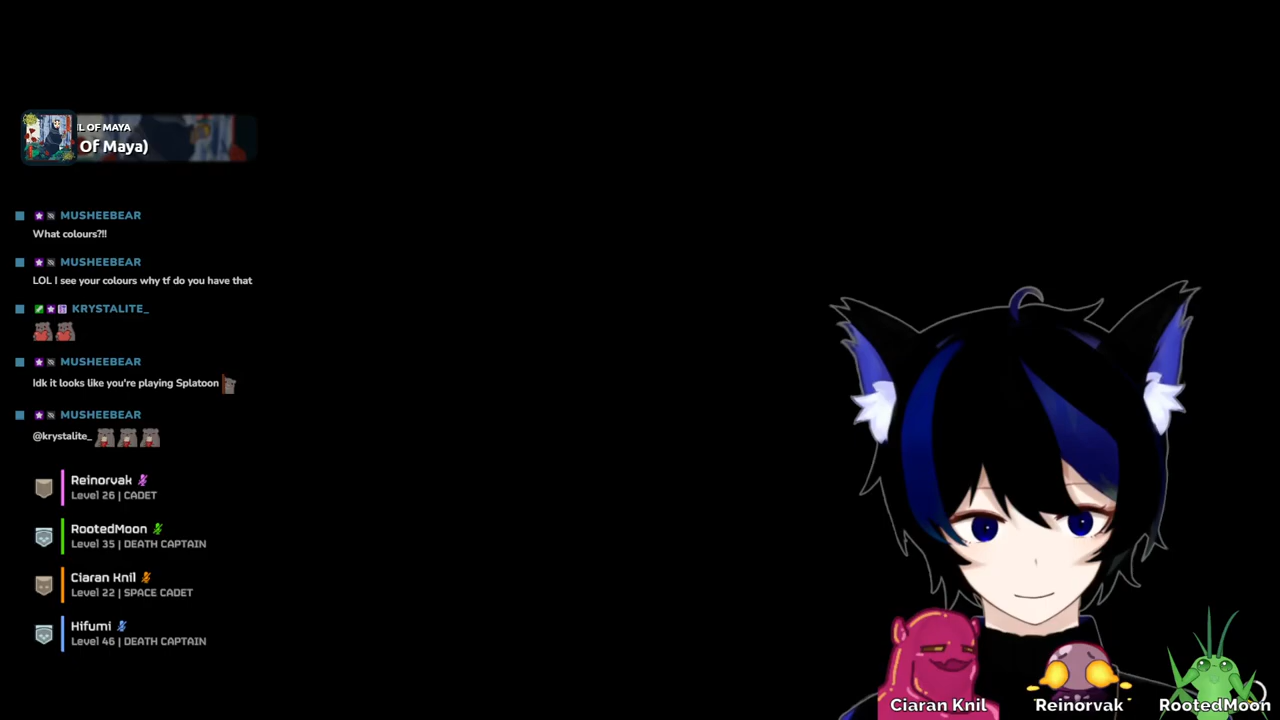 L OF MAYA
Of Maya)
MUSHEEBEAR
What colours?!!
MUSHEEBEAR
LOL I see your colours why tf do you have that
KRYSTALITE_
MUSHEEBEAR
Idk it looks like you're playing Splatoon
MUSHEEBEAR
@krystalite_
Reinorvak
Level 26 | CADET
RootedMoon
Level 35 | DEATH CAPTAIN
Ciaran Knil
Level 22 | SPACE CADET
Hifumi
Level 46 | DEATH CAPTAIN
Ciaran Knil
Reinorvak
RootedMoon